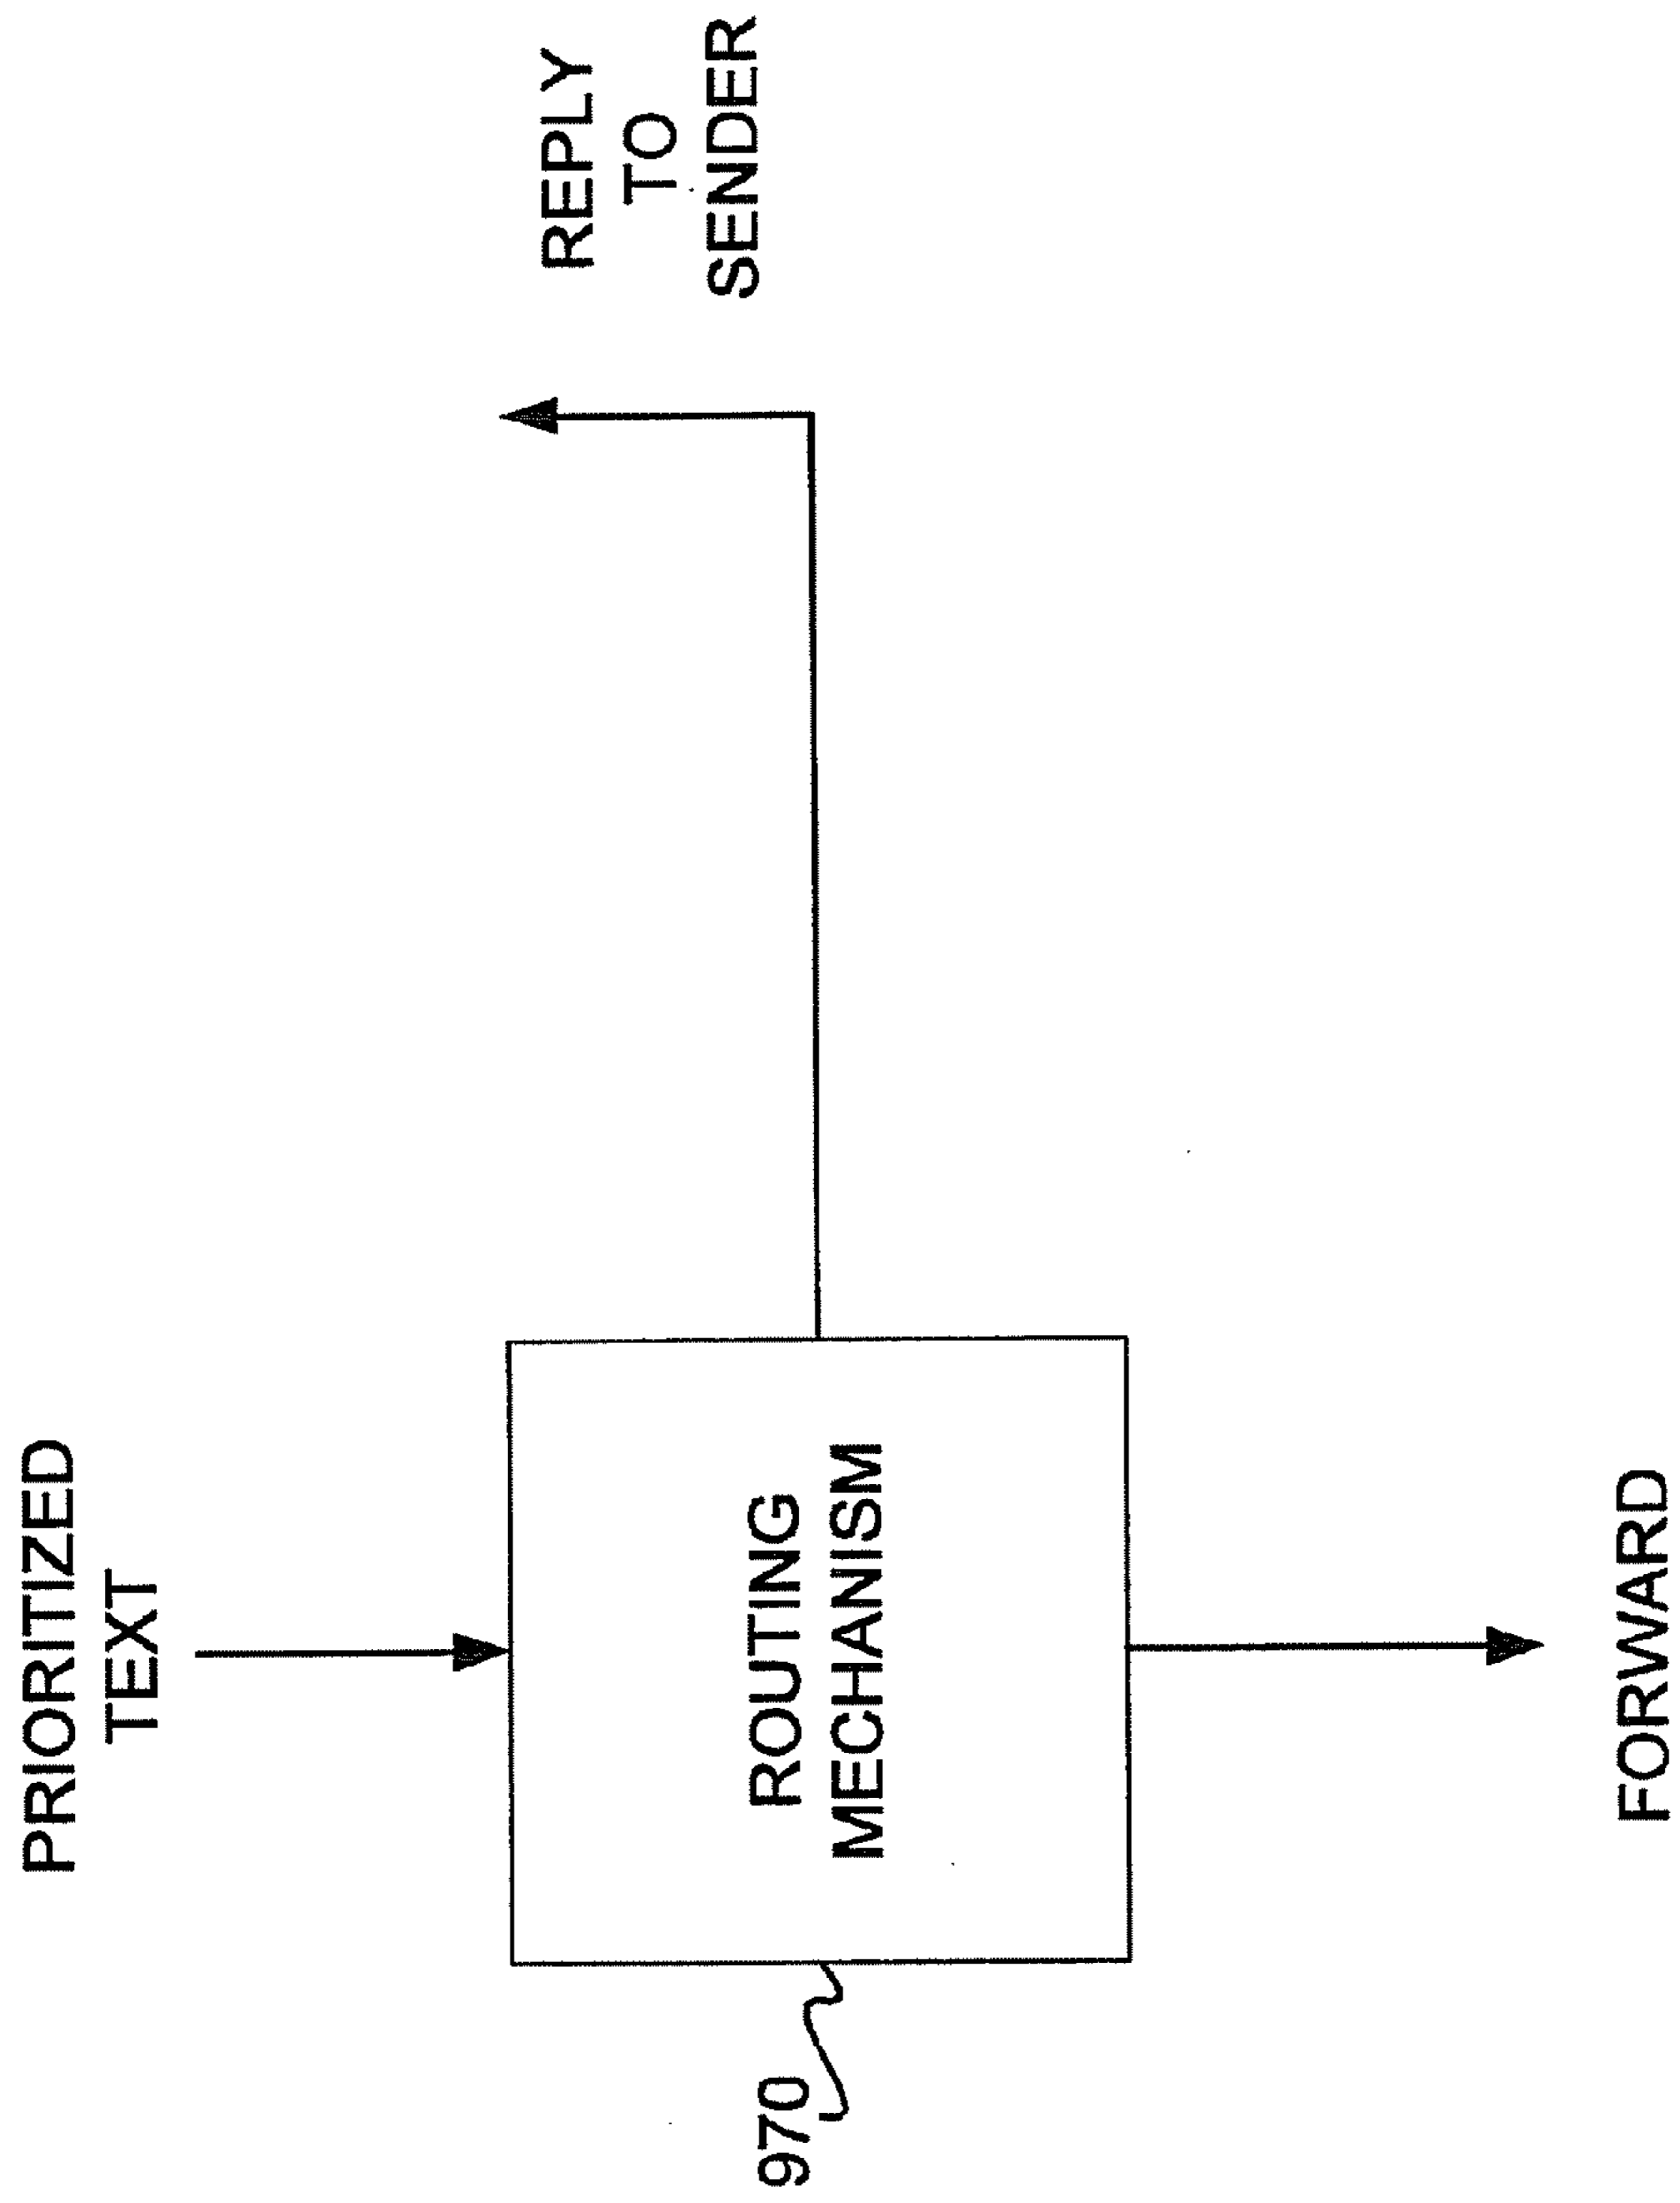 PRIORITIZED
TEXT
REPLY
TO
SENDER
970
ROUTING
MECHANISM
FORWARD